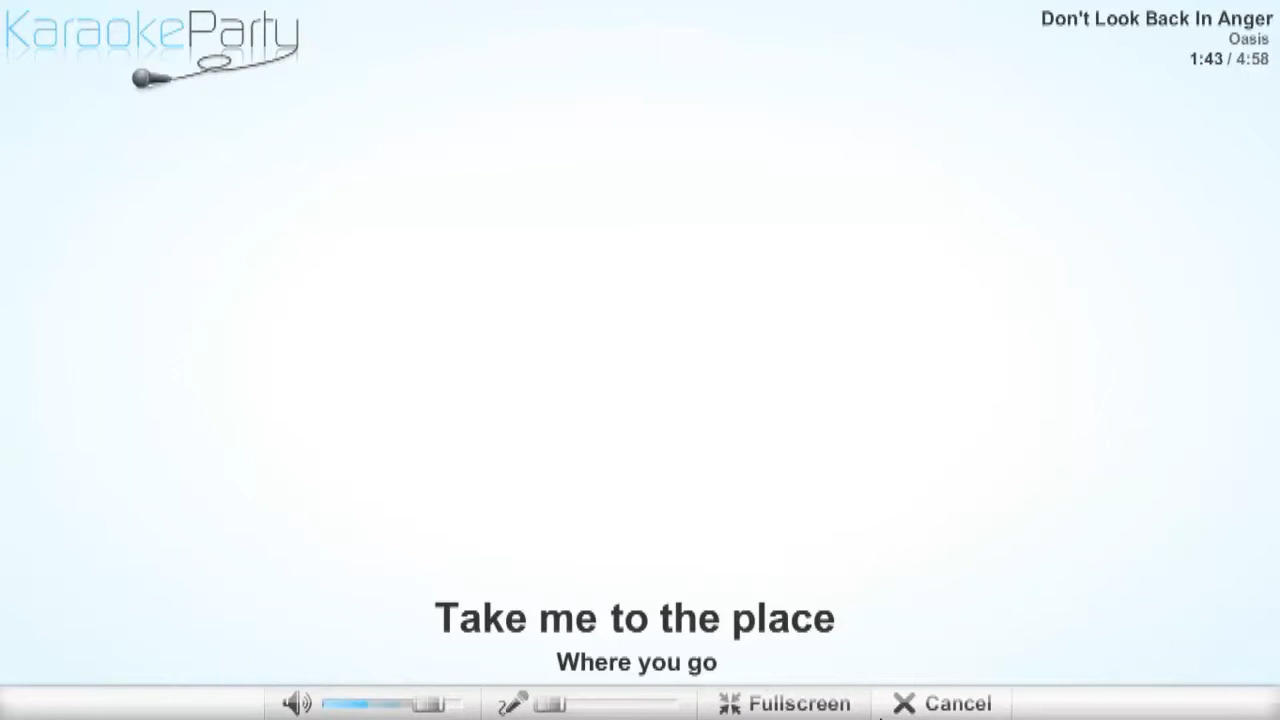 KaraokeParty
Don't Look Back In Anger
Oasis
1:43 / 4:58
Take me to the place
Where you go
Fullscreen
Cancel